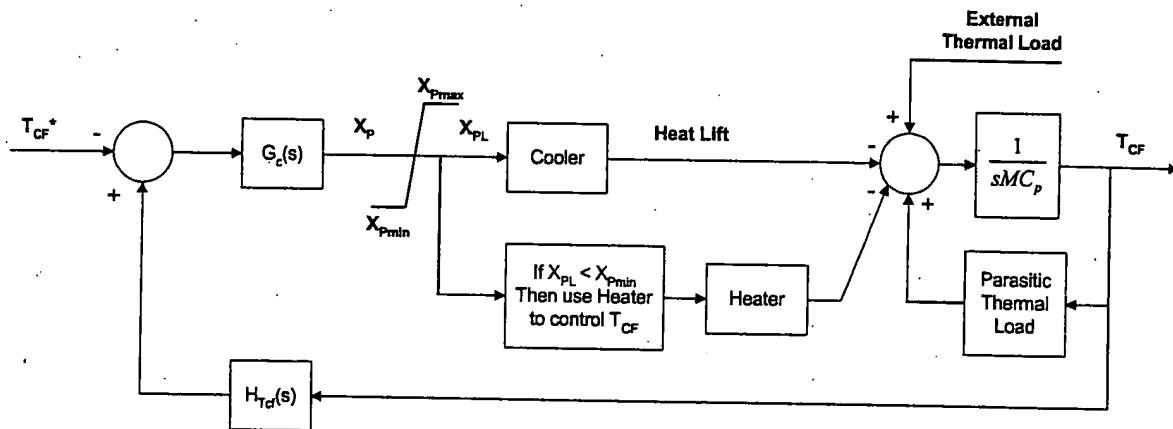 External
Thermal Load
T_CF*
-
+
G_c(s)
X_P
X_Pmax
X_Pmin
X_PL
Cooler
Heat Lift
+
-
-
+
1
sMC_p
T_CF
If X_PL < X_Pmin
Then use Heater
to control T_CF
Heater
Parasitic
Thermal
Load
H_Tcf(s)